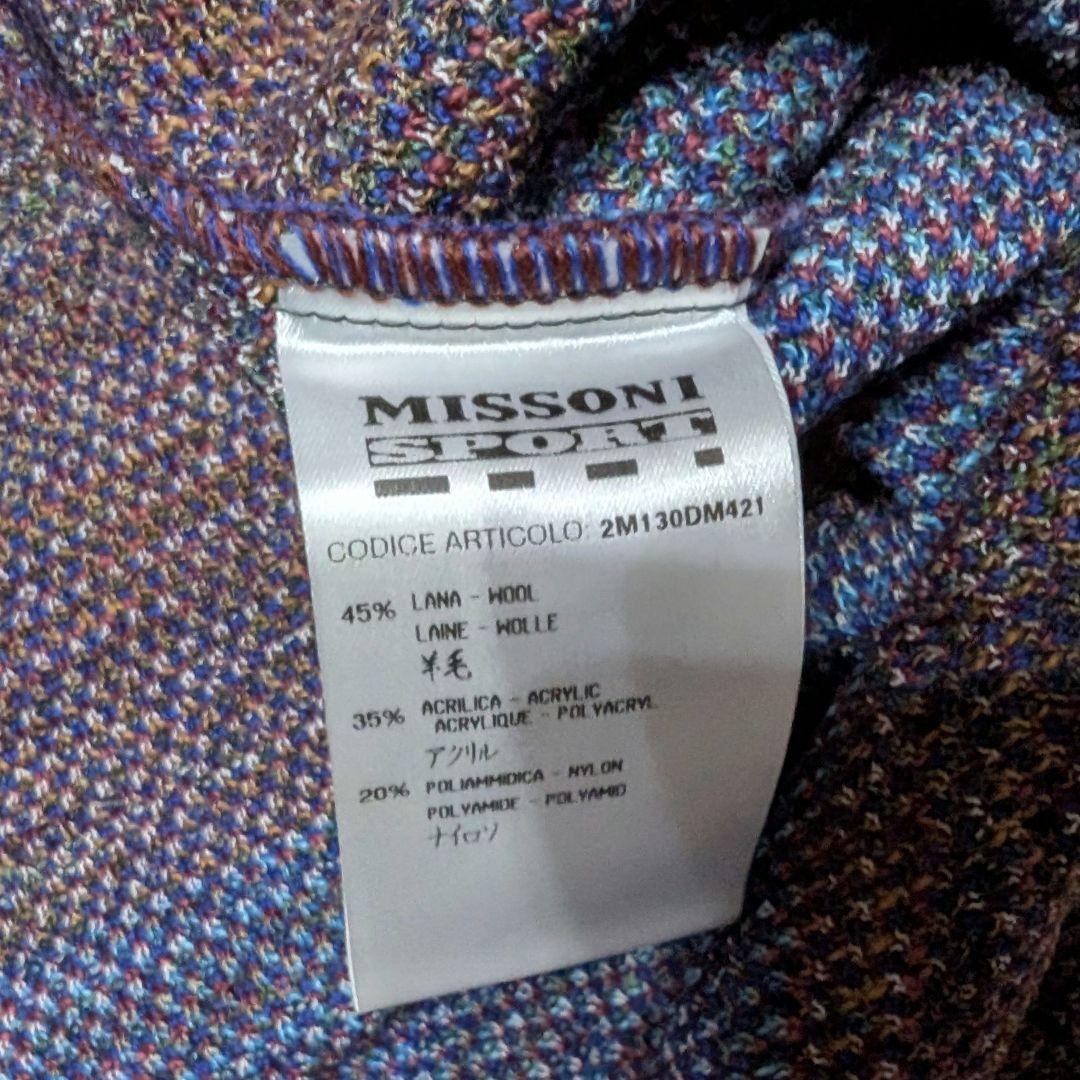 MISSONI
SPORT
CODICE ARTICOLO: 2M130DM421
45% LANA - WOOL
LAINE - WOLLE
羊毛
35% ACRILICA - ACRYLIC
ACRYLIQUE - POLYACRYL
アクリル
20% POLIAMMIDICA - NYLON
POLYAMIDE - POLYAMID
ナイロン